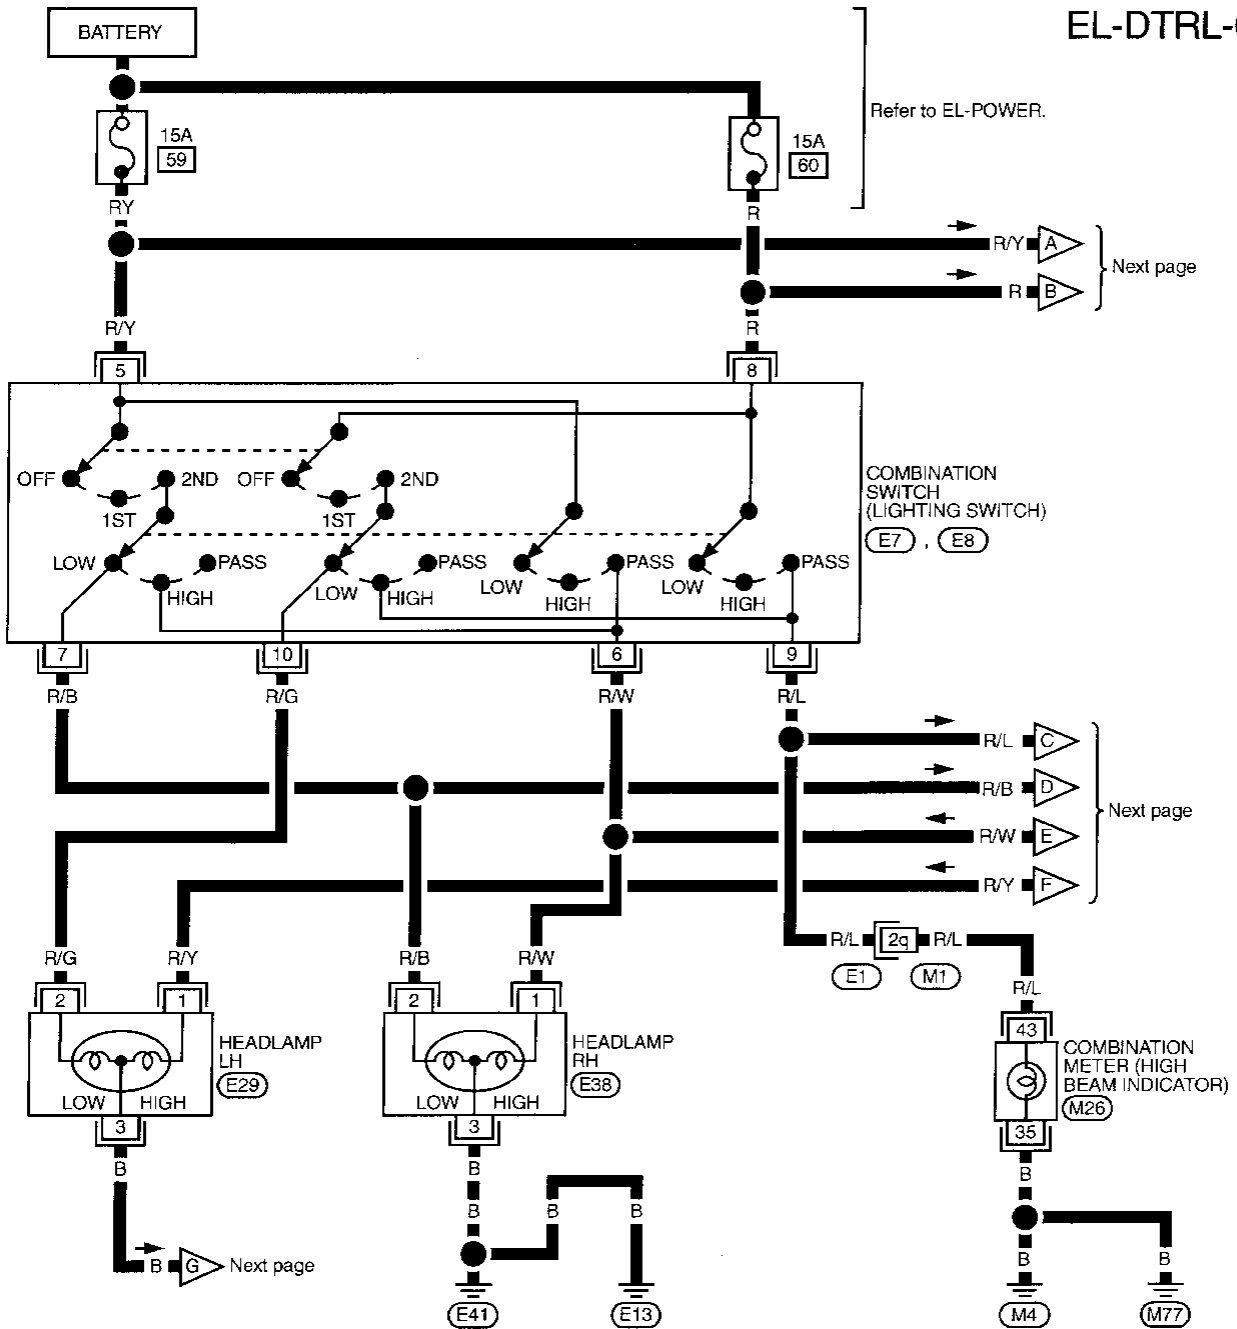 EL-DTRL-
BATTERY
Refer to EL-POWER.
15A
59
15A
60
RY
R
R/Y A
Next page
R B
R/Y
R
5
8
OFF
2ND
OFF
2ND
1ST
1ST
COMBINATION
SWITCH
(LIGHTING SWITCH)
E7 , E8
LOW
PASS
LOW
PASS
LOW
PASS
LOW
PASS
HIGH
HIGH
HIGH
HIGH
7
10
6
9
R/B
R/G
R/W
R/L
R/L C
R/B D
Next page
R/W E
R/Y F
R/L 2q R/L
E1
M1
R/G
R/Y
R/B
R/W
R/L
2
1
2
1
43
HEADLAMP
LH
E29
HEADLAMP
RH
E38
COMBINATION
METER (HIGH
BEAM INDICATOR)
M26
LOW HIGH
LOW HIGH
3
3
35
B
B
B
B
B
B
B G Next page
B
B
E41
E13
M4
M77